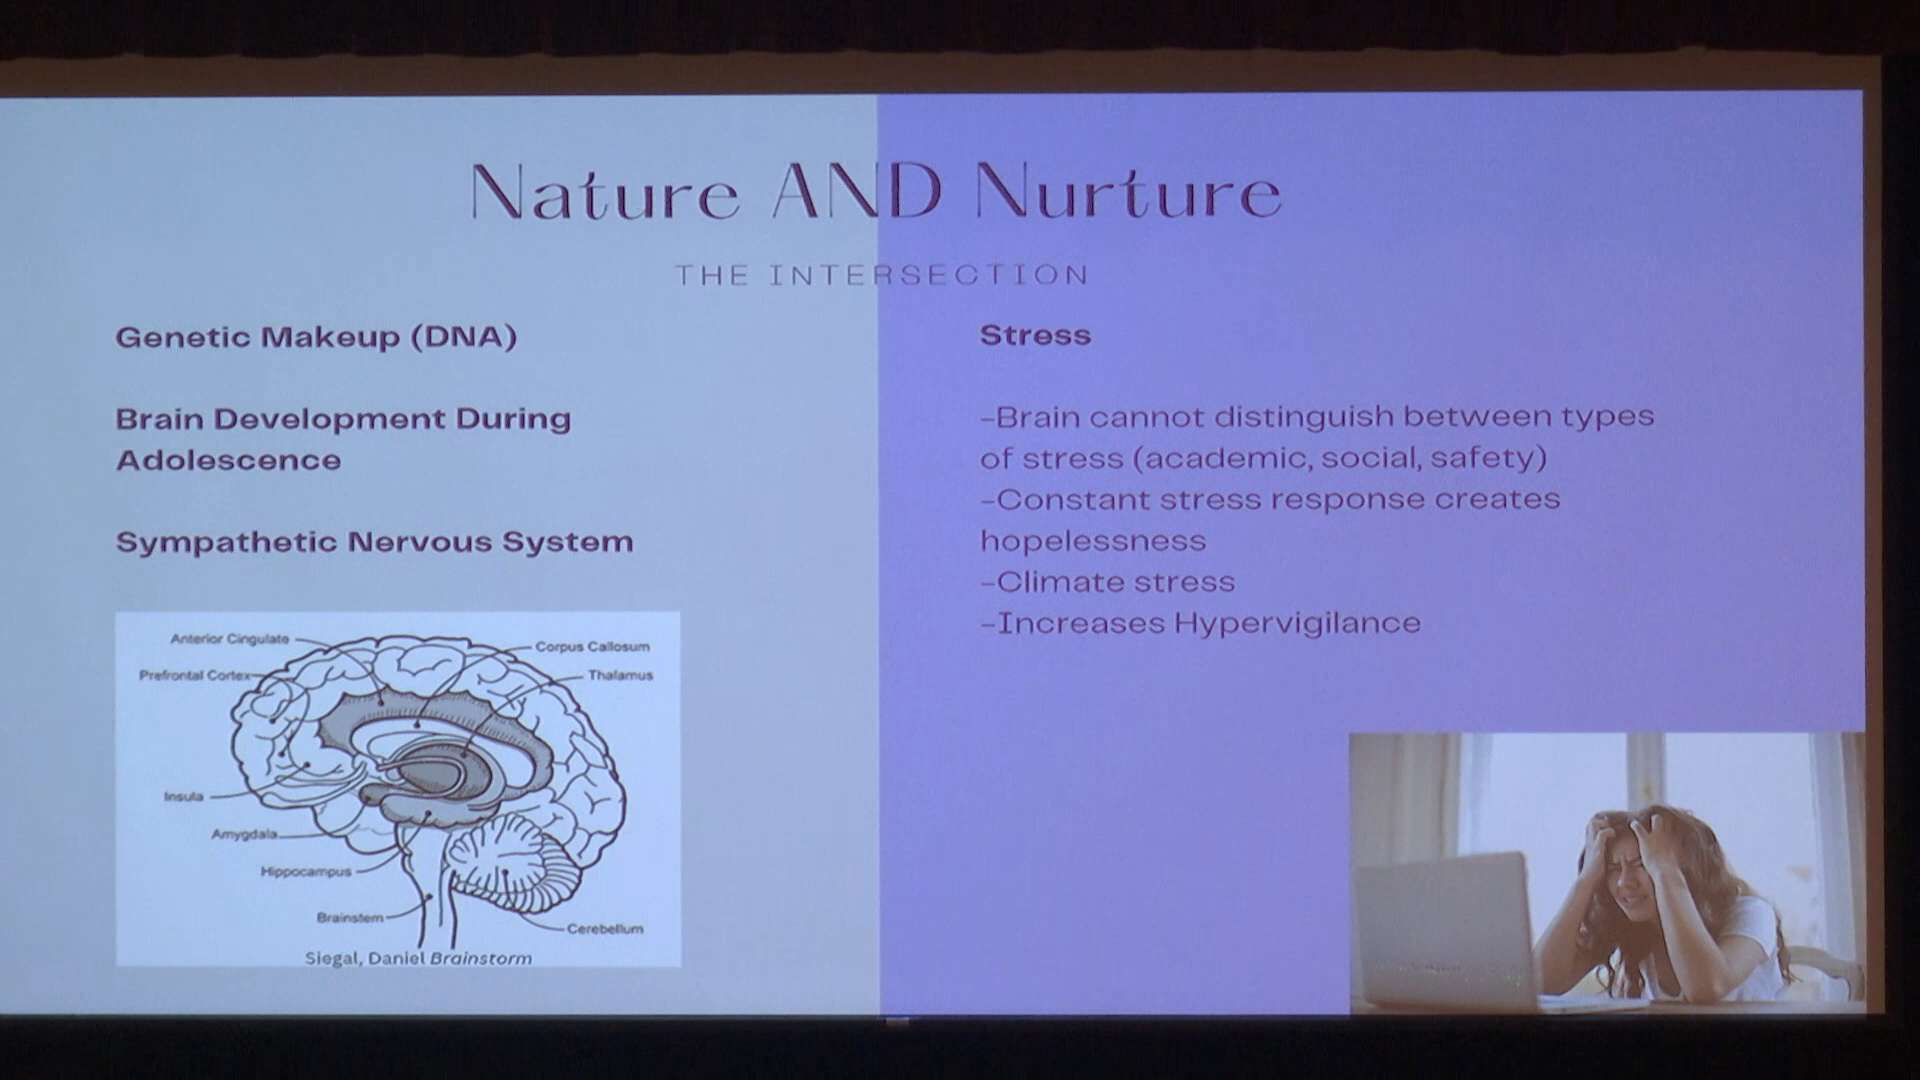 Nature AND Nurture
THE INTERSECTION
Genetic Makeup (DNA)
Brain Development During
Adolescence
Sympathetic Nervous System
Anterior Cingulate
Corpus Callosum
Prefrontal Cortex
Thalamus
Insula
Amygdala
Hippocampus
Brainstem
Cerebellum
Siegal, Daniel Brainstorm
Stress
-Brain cannot distinguish between types
of stress (academic, social, safety)
-Constant stress response creates
hopelessness
-Climate stress
-Increases Hypervigilance